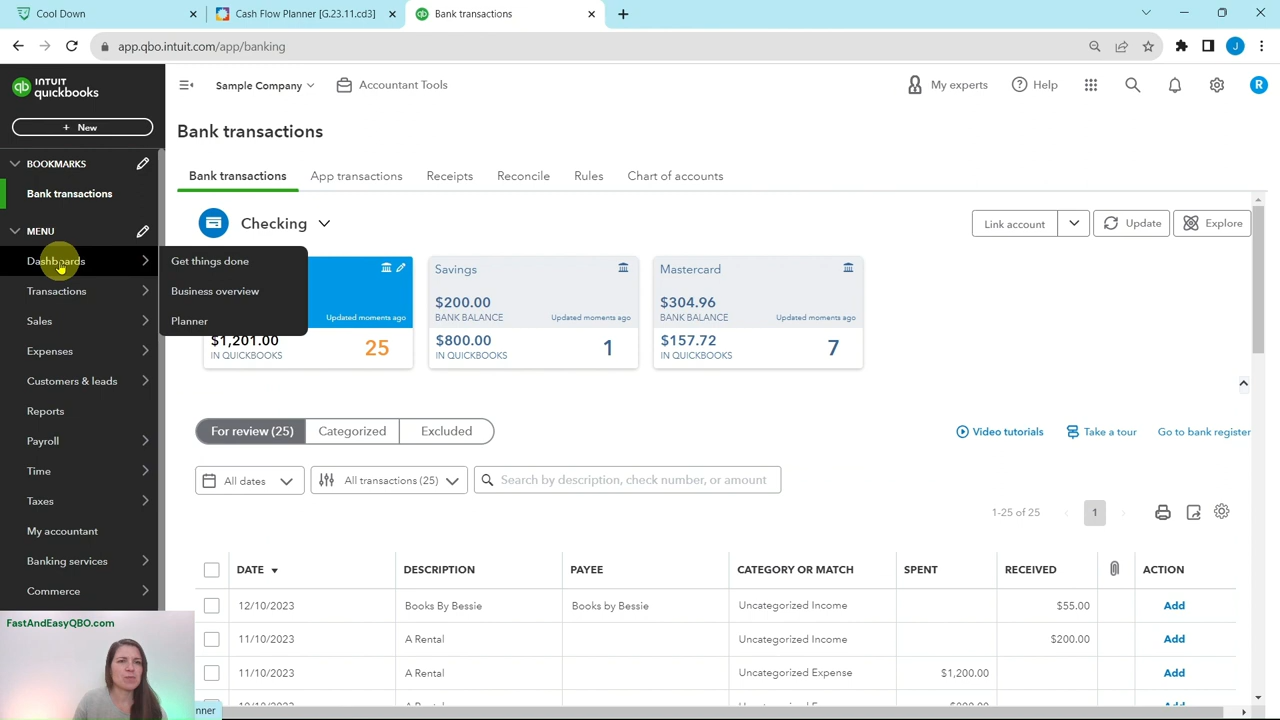 Cool Down
Cash Flow Planner [G.23.11.cd3]
Bank transactions
app.qbo.intuit.com/app/banking
J
INTUIT
quickbooks
Sample Company
Accountant Tools
My experts
Help
R
+ New
Bank transactions
BOOKMARKS
Bank transactions
Bank transactions
App transactions
Receipts
Reconcile
Rules
Chart of accounts
MENU
Checking
Link account
Update
Explore
Dashboards
Get things done
Transactions
Business overview
Sales
Planner
Expenses
Customers & leads
Reports
Payroll
Time
Taxes
My accountant
Banking services
Commerce
Updated moments ago
$1,201.00
IN QUICKBOOKS
25
Savings
$200.00
BANK BALANCE
Updated moments ago
$800.00
IN QUICKBOOKS
1
Mastercard
$304.96
BANK BALANCE
Updated moments ago
$157.72
IN QUICKBOOKS
7
For review (25)
Categorized
Excluded
Video tutorials
Take a tour
Go to bank register
All dates
All transactions (25)
Search by description, check number, or amount
1-25 of 25
1
DATE DESCRIPTION PAYEE CATEGORY OR MATCH SPENT RECEIVED ACTION
12/10/2023 Books By Bessie Books by Bessie Uncategorized Income $55.00 Add
11/10/2023 A Rental Uncategorized Income $200.00 Add
11/10/2023 A Rental Uncategorized Expense $1,200.00 Add
FastAndEasyQBO.com